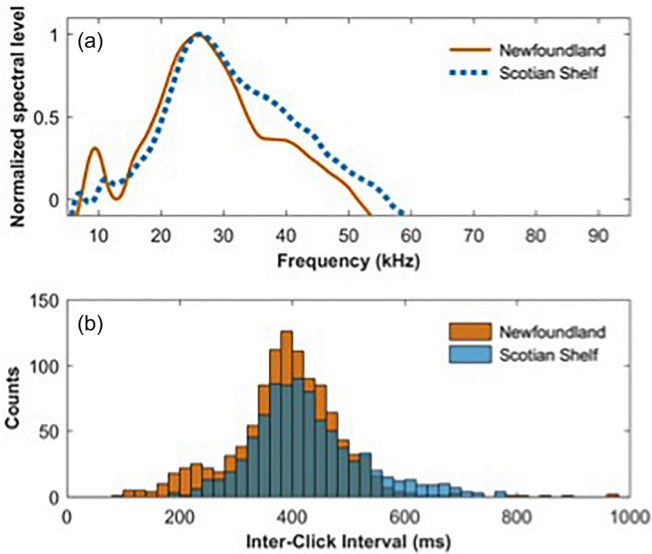 (a)
Newfoundland
Scotian Shelf
Normalized spectral level
1
0.5
0
10 20 30 40 50 60 70 80 90
Frequency (kHz)
(b)
Newfoundland
Scotian Shelf
Counts
150
100
50
0
0 200 400 600 800 1000
Inter-Click Interval (ms)